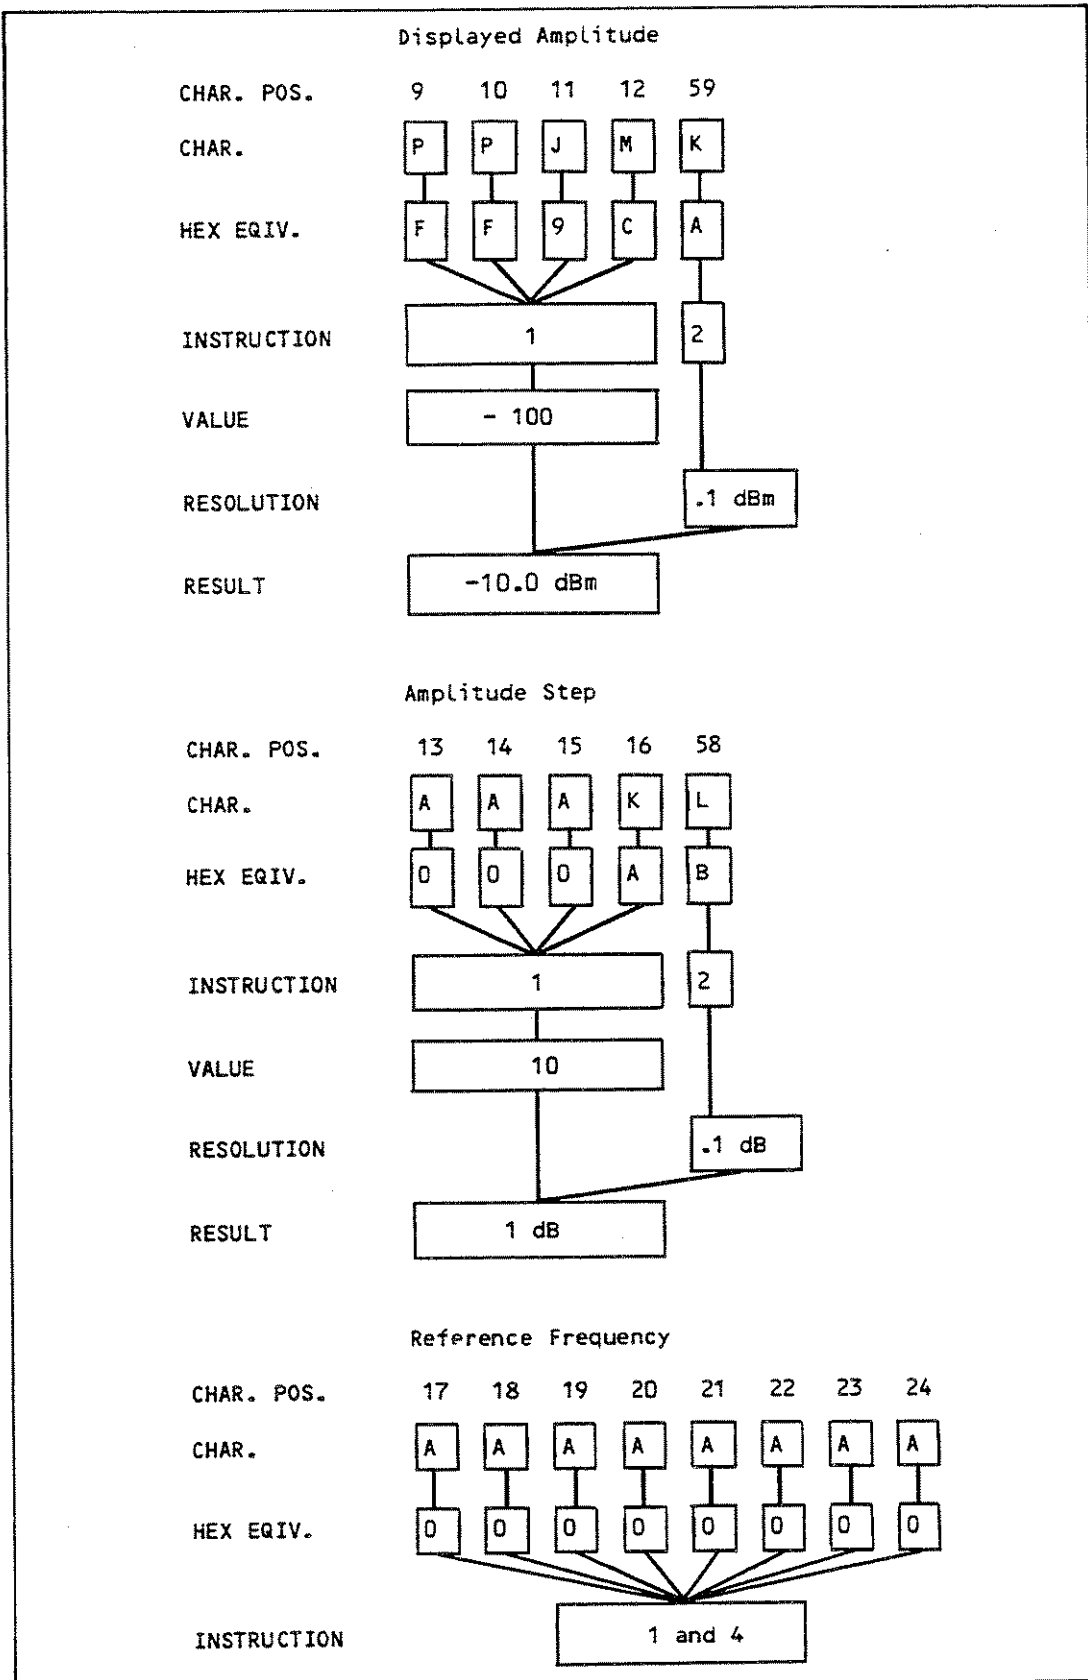 Displayed Amplitude
CHAR. POS. 9 10 11 12 59
CHAR. P P J M K
HEX EQIV. F F 9 C A
INSTRUCTION 1 2
VALUE - 100
RESOLUTION .1 dBm
RESULT -10.0 dBm
Amplitude Step
CHAR. POS. 13 14 15 16 58
CHAR. A A A K L
HEX EQIV. 0 0 0 A B
INSTRUCTION 1 2
VALUE 10
RESOLUTION .1 dB
RESULT 1 dB
Reference Frequency
CHAR. POS. 17 18 19 20 21 22 23 24
CHAR. A A A A A A A A
HEX EQIV. 0 0 0 0 0 0 0 0
INSTRUCTION 1 and 4